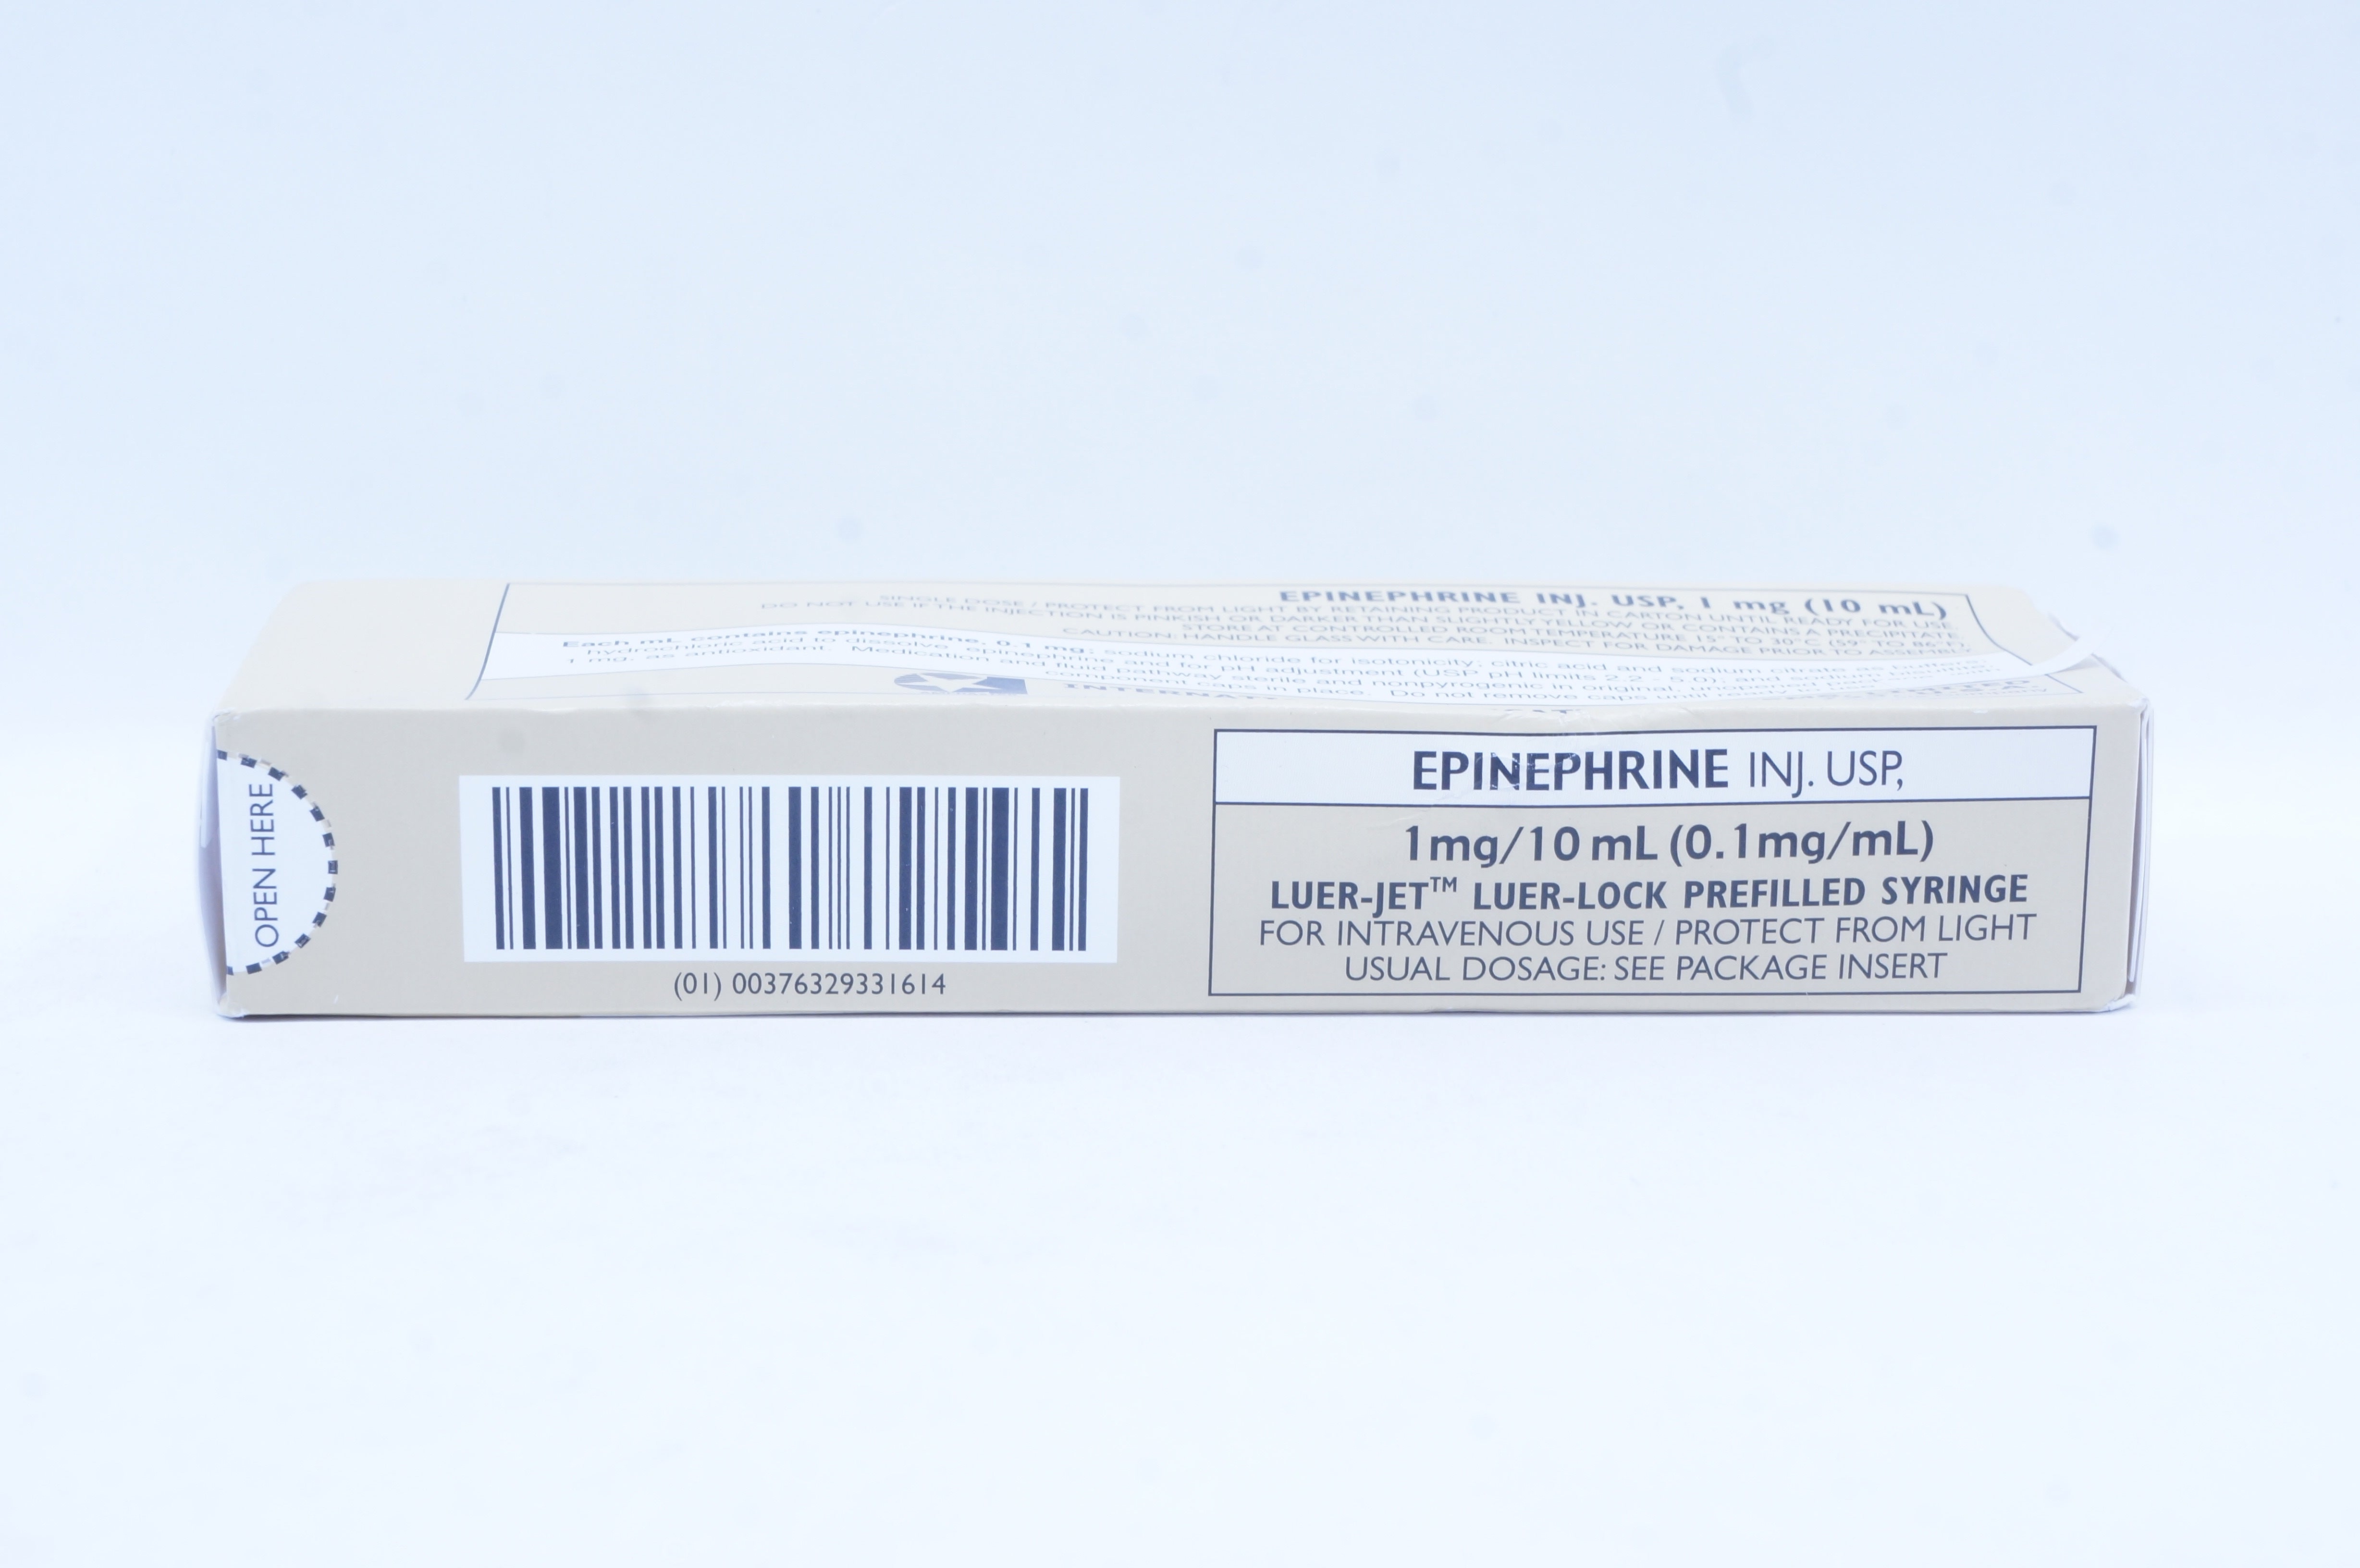 EPINEPHRINE INJ. USP, 1 mg (10 mL)
SINGLE DOSE / PROTECT FROM LIGHT BY RETAINING PRODUCT IN CARTON UNTIL READY FOR USE.
DO NOT USE IF THE INJECTION IS PINKISH OR DARKER THAN SLIGHTLY YELLOW OR CONTAINS A PRECIPITATE.
STORE AT CONTROLLED ROOM TEMPERATURE 15° TO 30°C (59° TO 86°F).
CAUTION: HANDLE GLASS WITH CARE. INSPECT FOR DAMAGE PRIOR TO ASSEMBLY.
Each mL contains epinephrine, 0.1 mg; sodium chloride for isotonicity; citric acid and sodium citrate as buffers;
hydrochloric acid to dissolve epinephrine and for pH adjustment (USP pH limits 2.2 - 5.0); and sodium
1 mg. as antioxidant. Medication and fluid pathway sterile and nonpyrogenic in original, unopened
component caps in place. Do not remove caps until ready to
OPEN HERE
(01) 00376329331614
EPINEPHRINE INJ. USP,
1mg/10 mL (0.1mg/mL)
LUER-JET™ LUER-LOCK PREFILLED SYRINGE
FOR INTRAVENOUS USE / PROTECT FROM LIGHT
USUAL DOSAGE: SEE PACKAGE INSERT